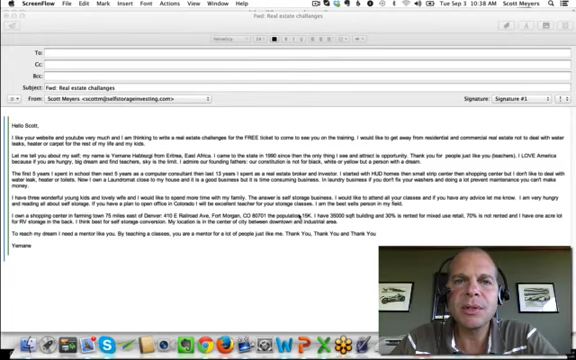 ScreenFlow File Edit Mark Insert Font Actions View Window Help
Tue Sep 3 10:38 AM Scott Meyers
Fwd: Real estate challanges
Helvetica
To:
Cc:
Bcc:
Subject: Fwd: Real estate challanges
From: Scott Meyers <scottm@selfstorageinvesting.com> Signature: Signature #1
Hello Scott,
I like your website and youtube very much and I am thinking to write a real estate challenges for the FREE ticket to come to see you on the training. I would like to get away from residential and commercial real estate not to deal with water
leak, heater or carpet for the rest of my life and my kids.
Let me tell you about my self; my name is Yemane Habteugi from Eritrea, East Africa. I came to the state in 1990 since then the only thing I see and attract is opportunity. Thank you for people just like you (teachers). I LOVE America
because if you are hungry, big dream and find teachers, sky is the limit. I admire our founding fathers: our constitution is not for black, white or yellow but a person with a dream.
The first 5 years I spent in school then next 5 years as a computer consultant then last 13 years I spent as a real estate broker and investor. I started with HUD homes then small strip center then shopping center but I don't like to deal with
water leak, heater or toilets. Now I own a Laundromat close to my house and it is a good business but it is time consuming business. In laundry business if you don't fix your washers and doing a lot prevent maintenance you can't make
money.
I have three wonderful young kids and lovely wife and I would like to spend more time with my family. The answer is self storage business. I would like to attend all your classes and if you have any advice let me know. I am very hungry
and reading all about self storage. If you have a plan to open office in Colorado I will be excellent teacher for your storage classes. I am the best sells person in my field.
I own a shopping center in farming town 75 miles east of Denver: 410 E Railroad Ave, Fort Morgan, CO 80701 the population 15K. I have 35000 sqft building and 30% is rented for mixed use retail, 70% is not rented and I have one acre lot
for RV storage in the back. I think best for self storage conversion. My location is in the center of city between downtown and industrial area.
To reach my dream I need a mentor like you. By teaching a classes, you are a mentor for a lot of people just like me. Thank You, Thank You and Thank You
Yemane